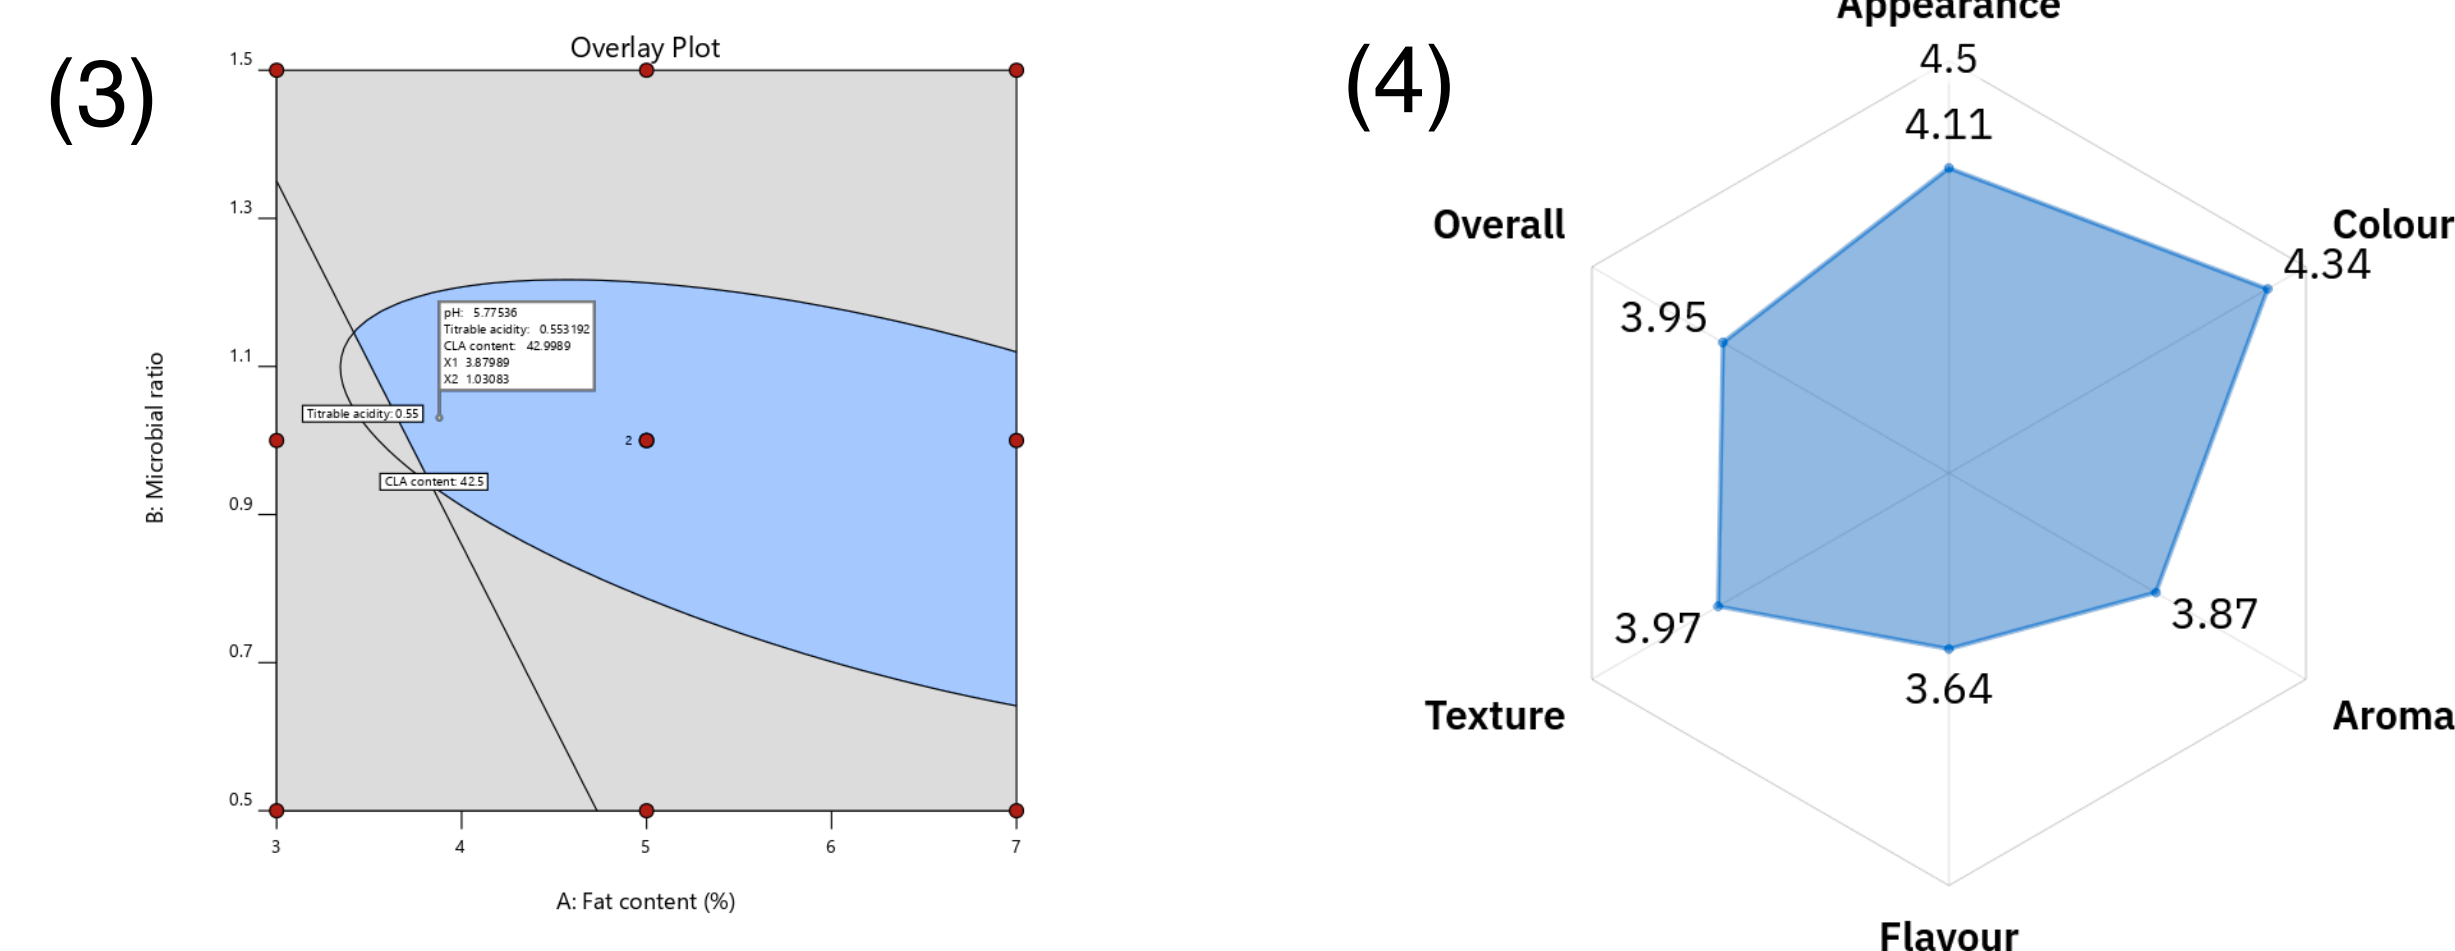 (3)
Overlay Plot
1.5
1.3
1.1
0.9
0.7
0.5
B: Microbial ratio
pH: 5.77536
Titrable acidity: 0.553192
CLA content: 42.9989
X1 3.87989
X2 1.03083
Titrable acidity: 0.55
2
CLA content: 42.5
3
4
5
6
7
A: Fat content (%)
(4)
Appearance
4.5
4.11
Overall
Colour
4.34
3.95
3.97
3.87
3.64
Texture
Aroma
Flavour